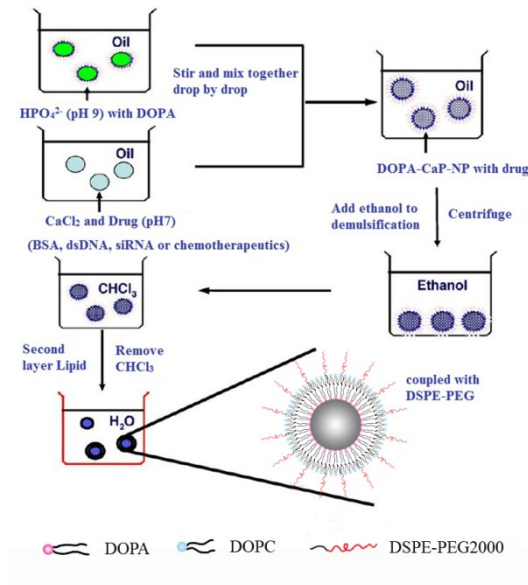 Oil
HPO₄²⁻ (pH 9) with DOPA
Stir and mix together
drop by drop
Oil
DOPA-CaP-NP with drug
Oil
CaCl₂ and Drug (pH7)
(BSA, dsDNA, siRNA or chemotherapeutics)
Add ethanol to
demulsification
Centrifuge
CHCl₃
Ethanol
Second
layer Lipid
Remove
CHCl₃
H₂O
coupled with
DSPE-PEG
DOPA
DOPC
DSPE-PEG2000